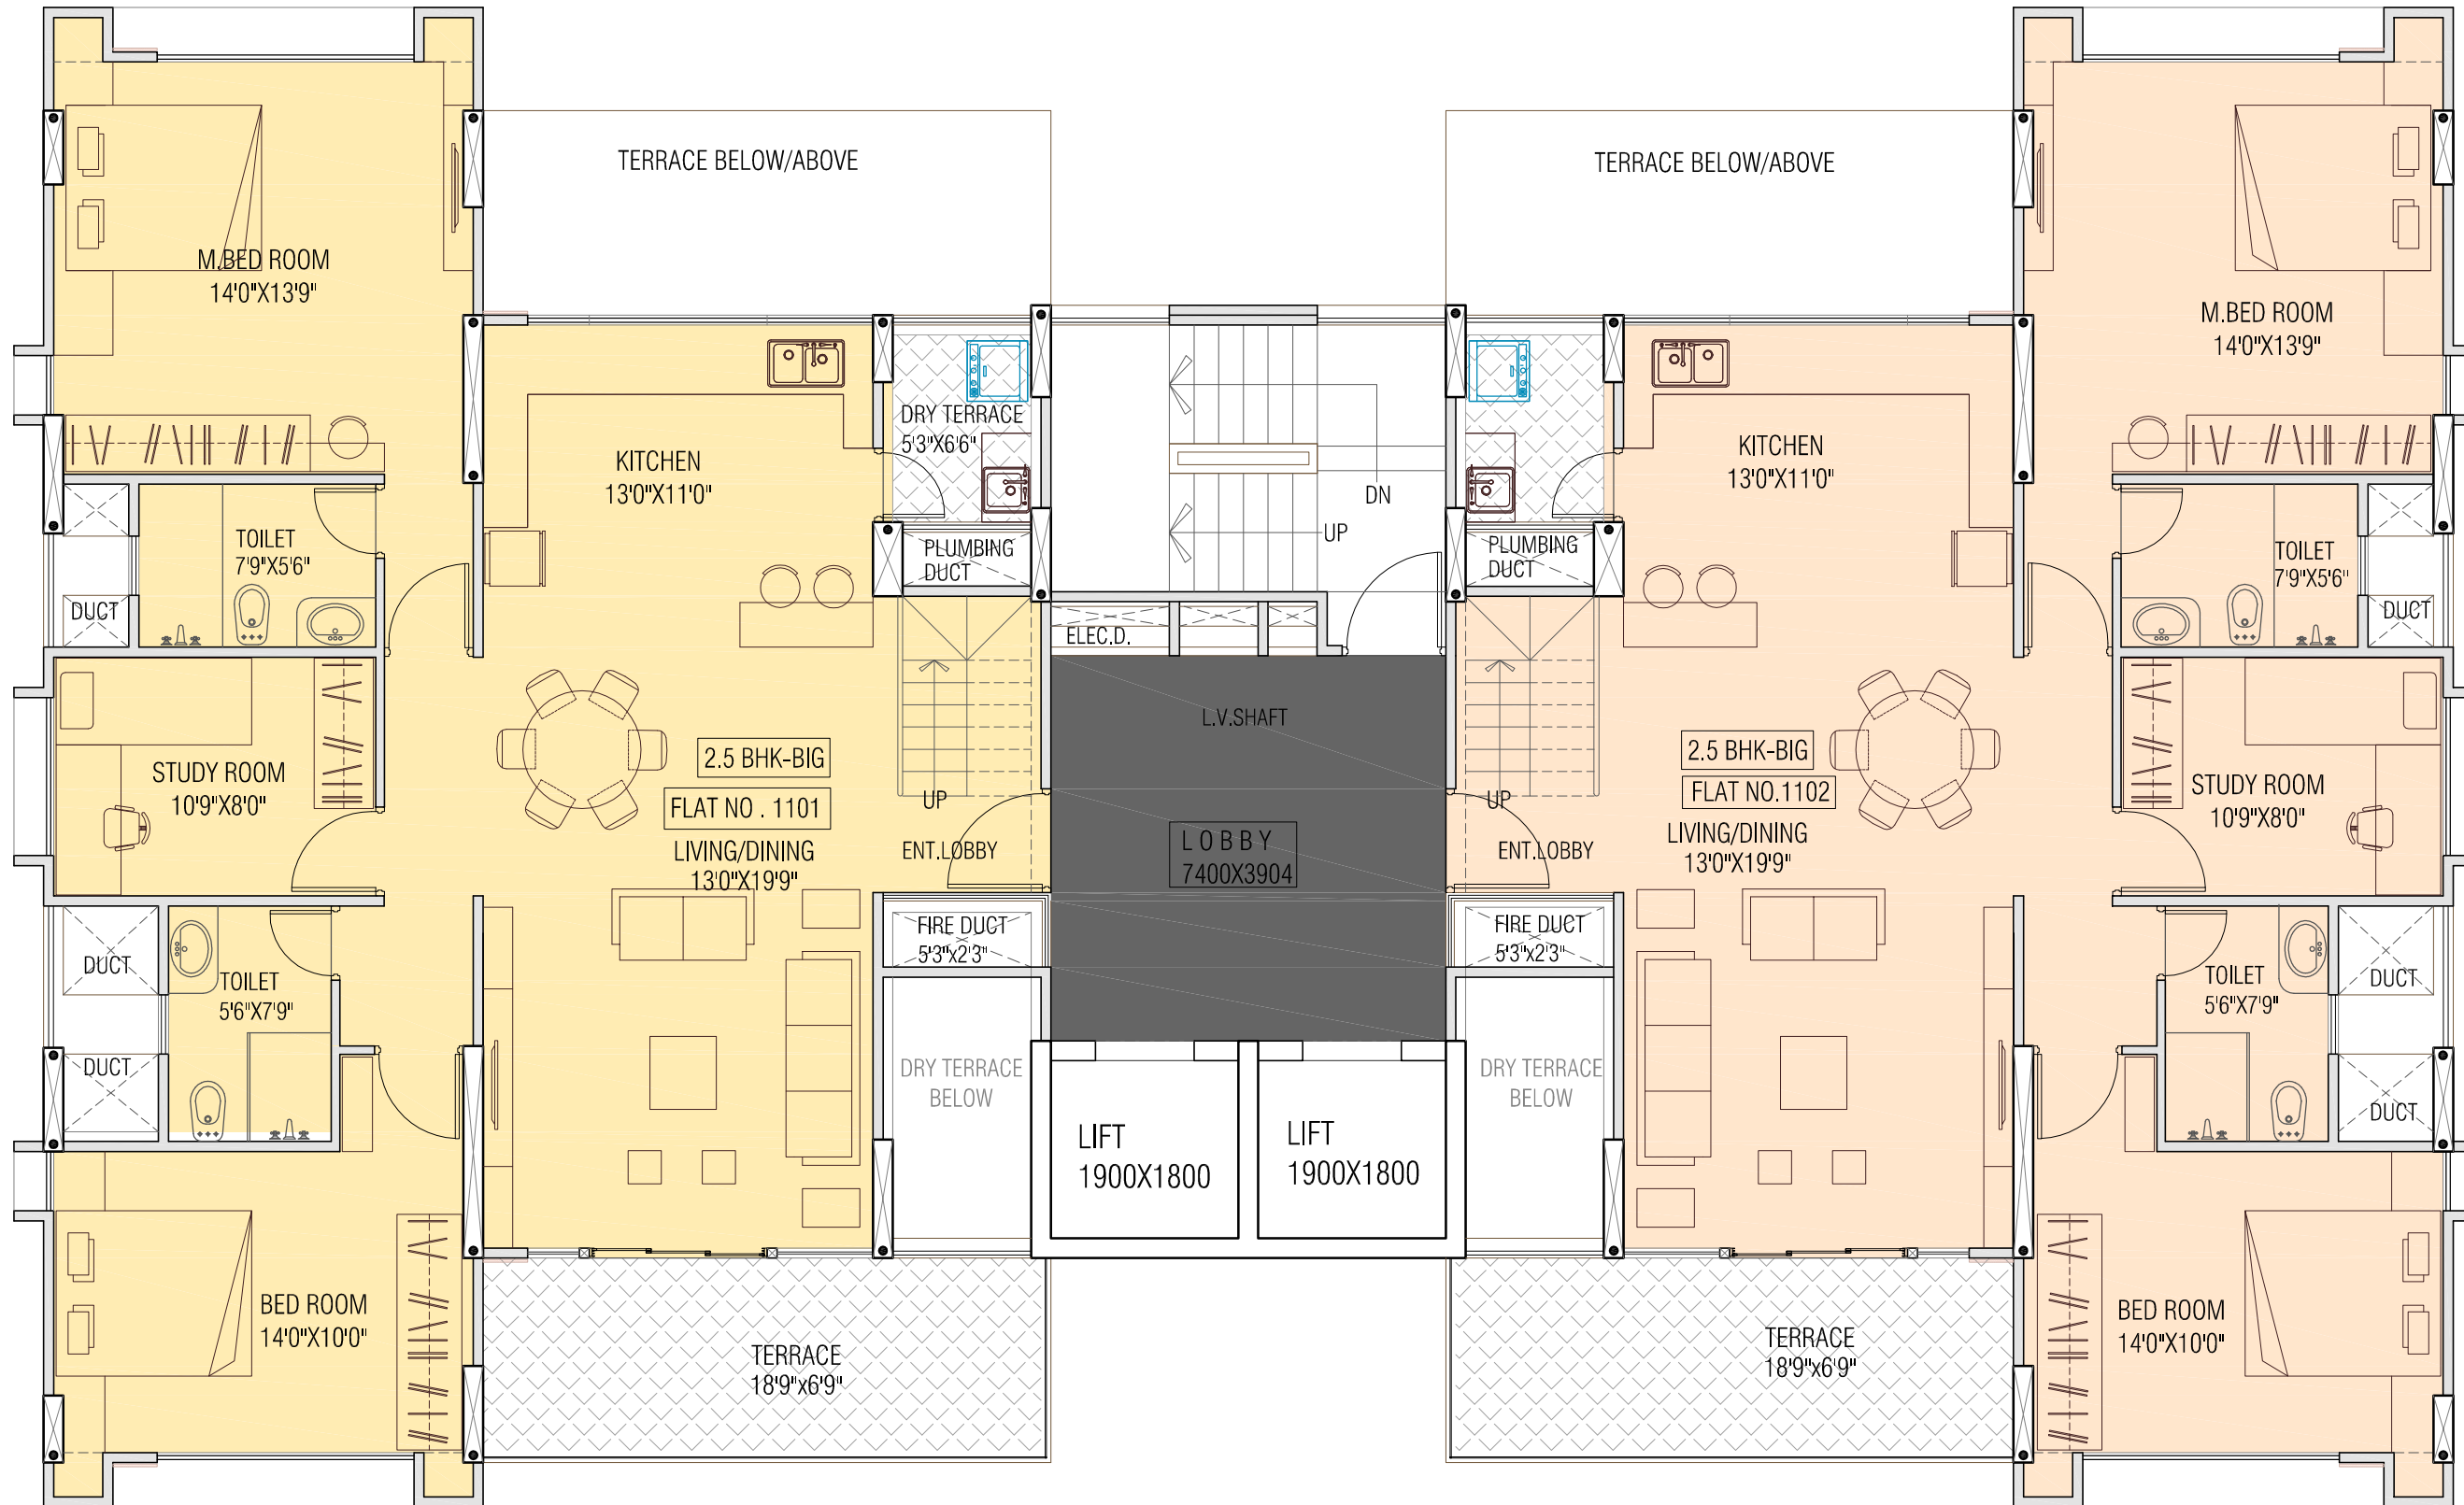 TERRACE BELOW/ABOVE
TERRACE BELOW/ABOVE
M.BED ROOM
14'0"X13'9"
M.BED ROOM
14'0"X13'9"
DRY TERRACE
5'3"X6'6"
KITCHEN
13'0"X11'0"
KITCHEN
13'0"X11'0"
DN
UP
TOILET
7'9"X5'6"
PLUMBING
DUCT
PLUMBING
DUCT
TOILET
7'9"X5'6"
DUCT
DUCT
ELEC.D.
L.V.SHAFT
STUDY ROOM
10'9"X8'0"
2.5 BHK-BIG
FLAT NO . 1101
LIVING/DINING
13'0"X19'9"
UP
ENT.LOBBY
L O B B Y
7400X3904
UP
ENT.LOBBY
2.5 BHK-BIG
FLAT NO.1102
LIVING/DINING
13'0"X19'9"
STUDY ROOM
10'9"X8'0"
DUCT
TOILET
5'6"X7'9"
FIRE DUCT
5'3"x2'3"
FIRE DUCT
5'3"x2'3"
TOILET
5'6"X7'9"
DUCT
DUCT
DRY TERRACE
BELOW
DRY TERRACE
BELOW
DUCT
LIFT
1900X1800
LIFT
1900X1800
BED ROOM
14'0"X10'0"
TERRACE
18'9"x6'9"
TERRACE
18'9"x6'9"
BED ROOM
14'0"X10'0"